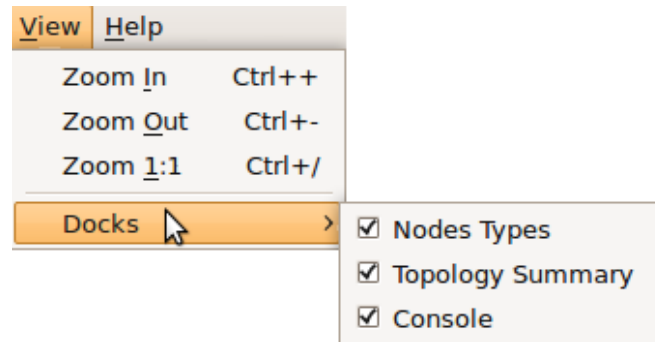 View Help
Zoom In Ctrl++
Zoom Out Ctrl+-
Zoom 1:1 Ctrl+/
Docks
Nodes Types
Topology Summary
Console